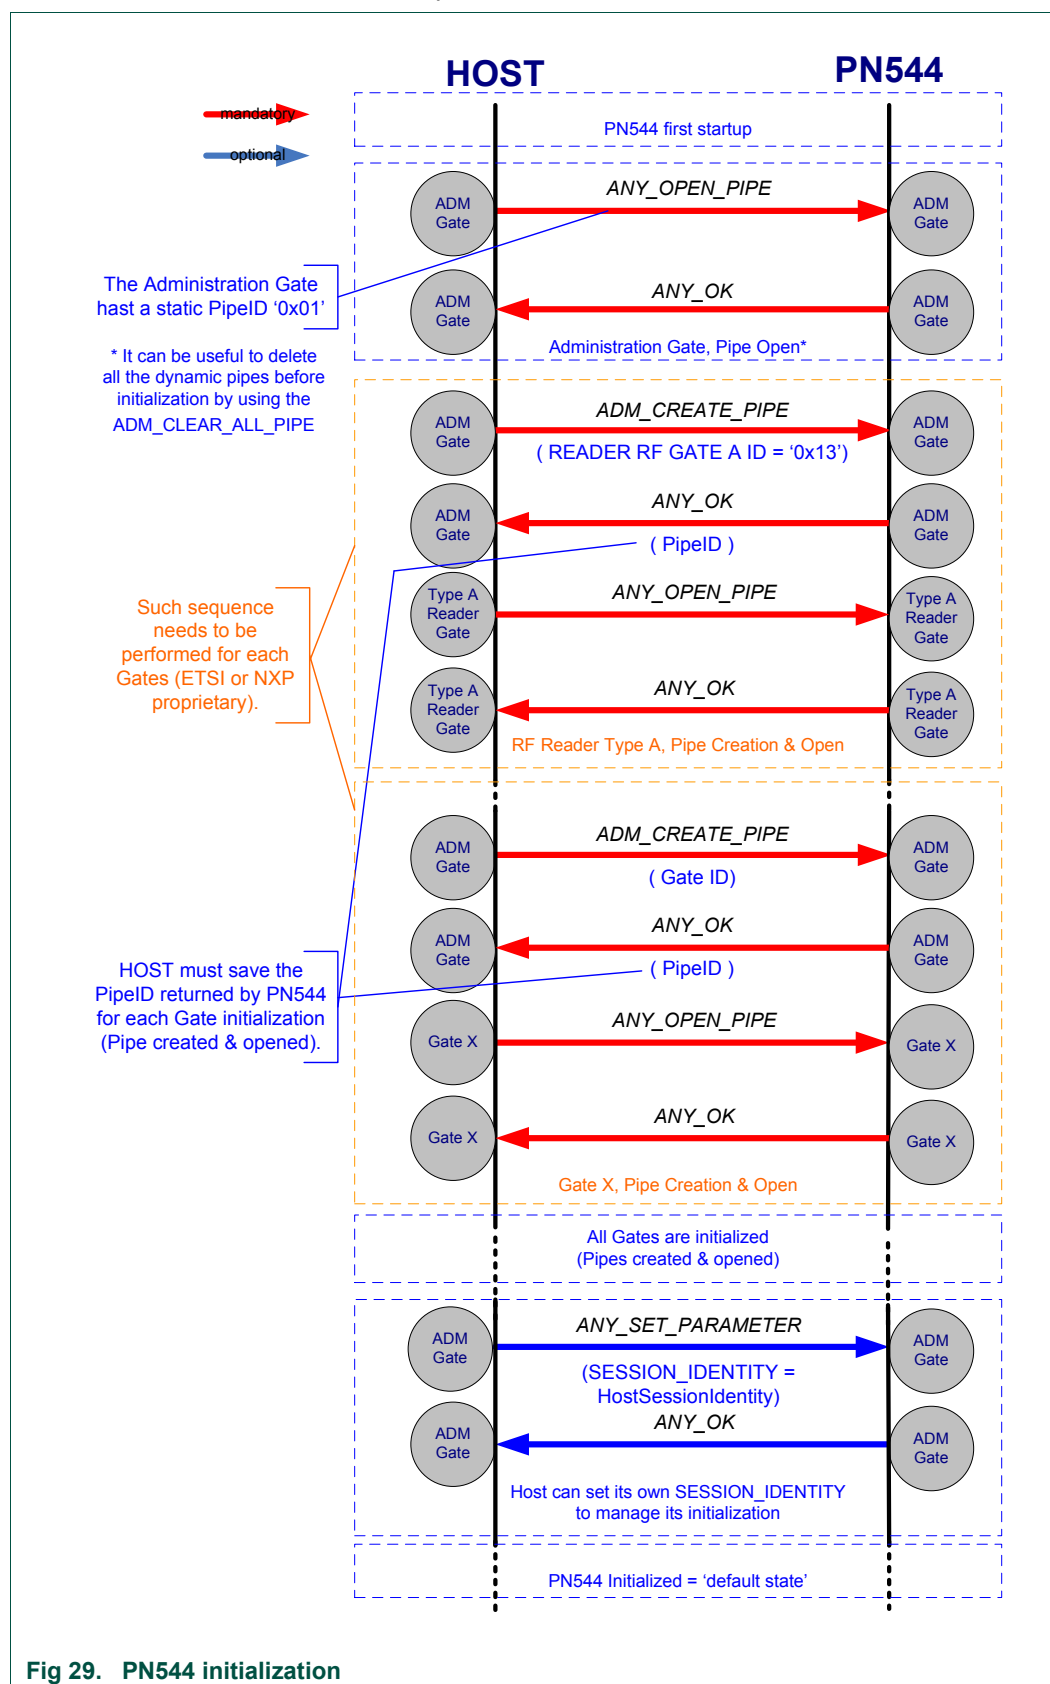 HOST
PN544
mandatory
optional
PN544 first startup
ADM
Gate
ANY_OPEN_PIPE
ADM
Gate
The Administration Gate
hast a static PipeID ‘0x01’
ADM
Gate
ANY_OK
ADM
Gate
Administration Gate, Pipe Open*
* It can be useful to delete
all the dynamic pipes before
initialization by using the
ADM_CLEAR_ALL_PIPE
ADM
Gate
ADM_CREATE_PIPE
( READER RF GATE A ID = ‘0x13’)
ADM
Gate
ADM
Gate
ANY_OK
( PipeID )
ADM
Gate
Type A
Reader
Gate
ANY_OPEN_PIPE
Type A
Reader
Gate
Such sequence
needs to be
performed for each
Gates (ETSI or NXP
proprietary).
Type A
Reader
Gate
ANY_OK
Type A
Reader
Gate
RF Reader Type A, Pipe Creation & Open
ADM
Gate
ADM_CREATE_PIPE
( Gate ID)
ADM
Gate
ADM
Gate
ANY_OK
( PipeID )
ADM
Gate
HOST must save the
PipeID returned by PN544
for each Gate initialization
(Pipe created & opened).
Gate X
ANY_OPEN_PIPE
Gate X
Gate X
ANY_OK
Gate X
Gate X, Pipe Creation & Open
All Gates are initialized
(Pipes created & opened)
ADM
Gate
ANY_SET_PARAMETER
(SESSION_IDENTITY =
HostSessionIdentity)
ADM
Gate
ADM
Gate
ANY_OK
ADM
Gate
Host can set its own SESSION_IDENTITY
to manage its initialization
PN544 Initialized = ‘default state’
Fig 29. PN544 initialization